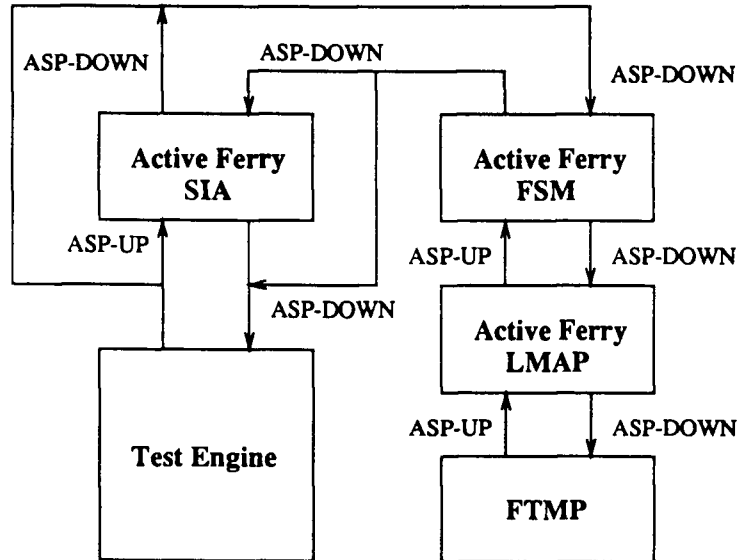 ASP-DOWN
ASP-DOWN
ASP-DOWN
Active Ferry
SIA
Active Ferry
FSM
ASP-UP
ASP-UP
ASP-DOWN
ASP-DOWN
Active Ferry
LMAP
ASP-UP
ASP-DOWN
Test Engine
FTMP